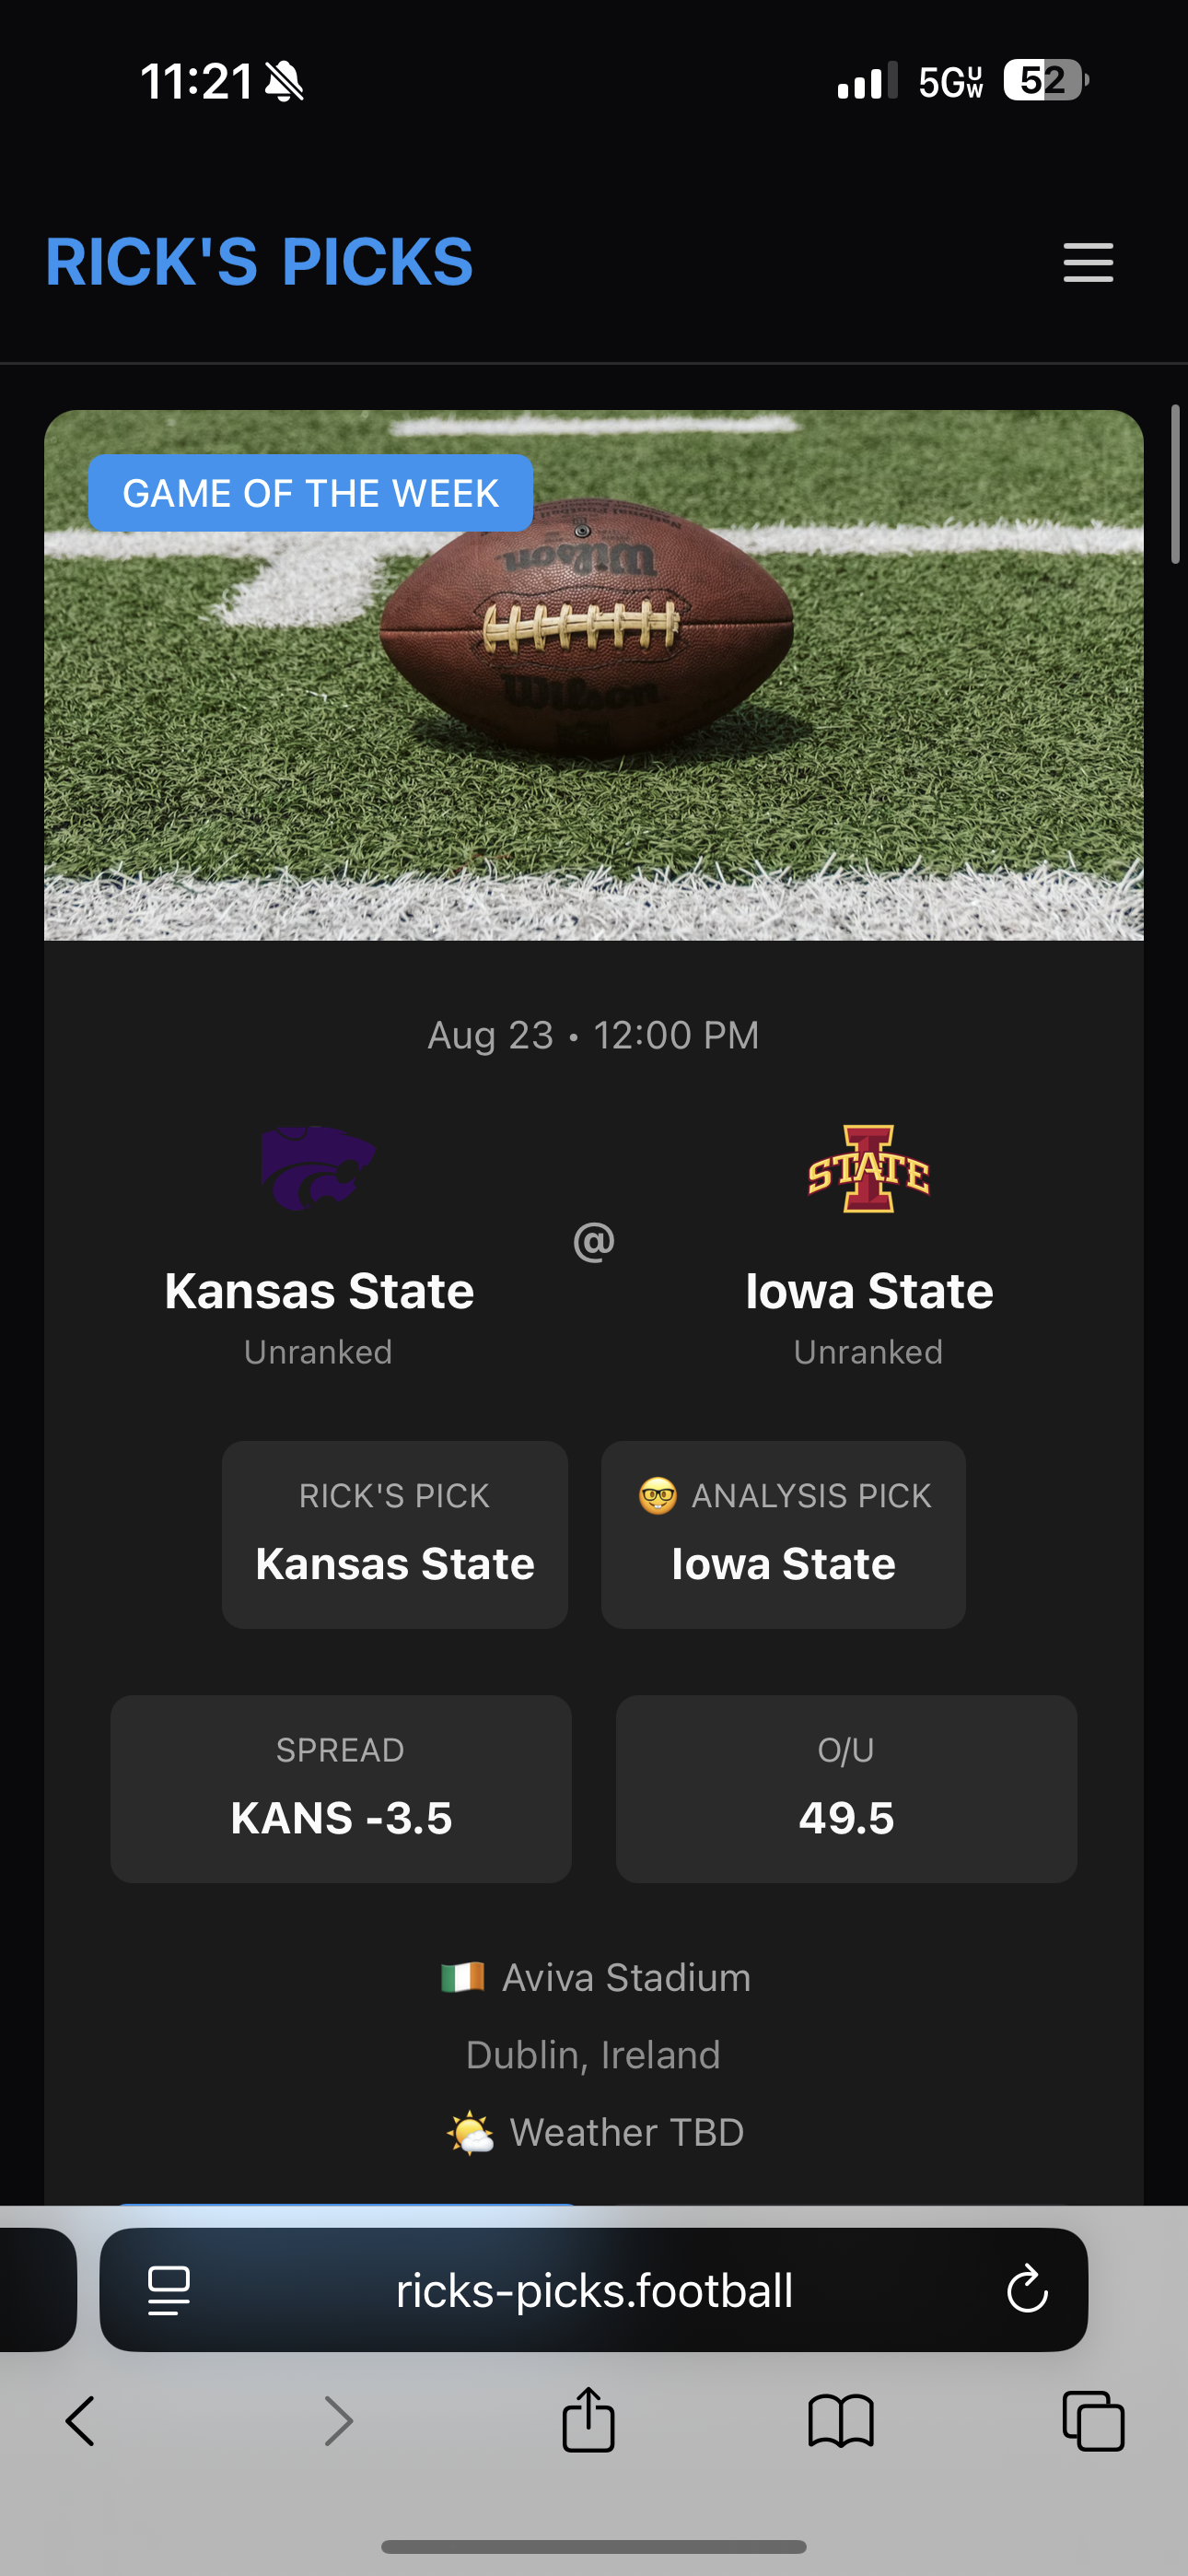 11:21
5G UW
52
RICK'S PICKS
GAME OF THE WEEK
Wilson
Wilson
Aug 23 • 12:00 PM
STATE
@
Kansas State
Iowa State
Unranked
Unranked
RICK'S PICK
🤓 ANALYSIS PICK
Kansas State
Iowa State
SPREAD
O/U
KANS -3.5
49.5
🇮🇪 Aviva Stadium
Dublin, Ireland
🌤️ Weather TBD
ricks-picks.football